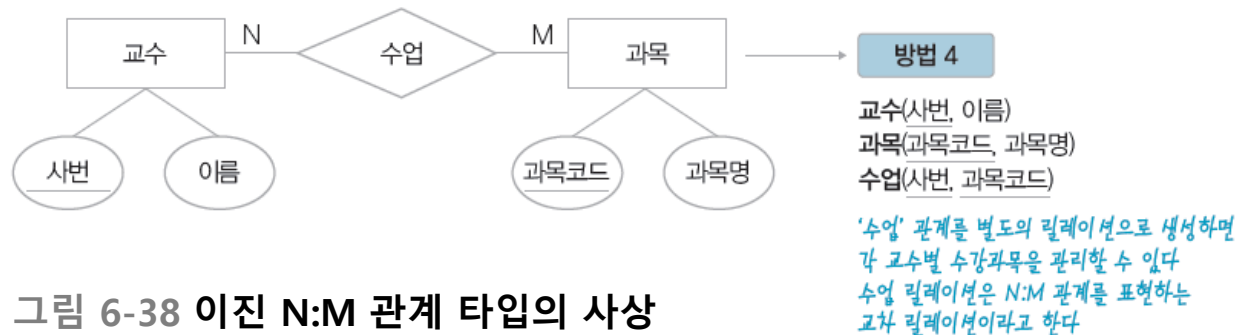 교수
N
수업
M
과목
방법 4
사번
이름
과목코드
과목명
교수(사번, 이름)
과목(과목코드, 과목명)
수업(사번, 과목코드)
‘수업’ 관계를 별도의 릴레이션으로 생성하면
각 교수별 수강과목을 관리할 수 있다
수업 릴레이션은 N:M 관계를 표현하는
교차 릴레이션이라고 한다
그림 6-38 이진 N:M 관계 타입의 사상